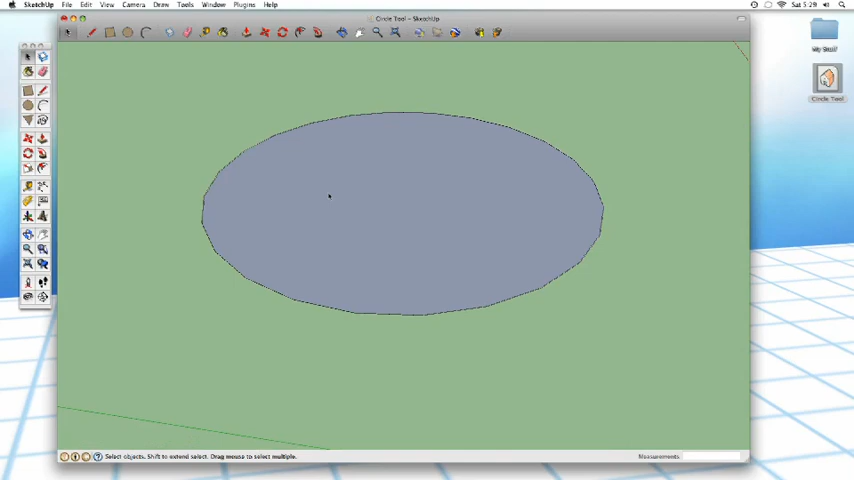 SketchUp File Edit View Camera Draw Tools Window Plugins Help
Sat 5:29
Circle Tool – SketchUp
My Stuff
Circle Tool
Select objects. Shift to extend select. Drag mouse to select multiple.
Measurements